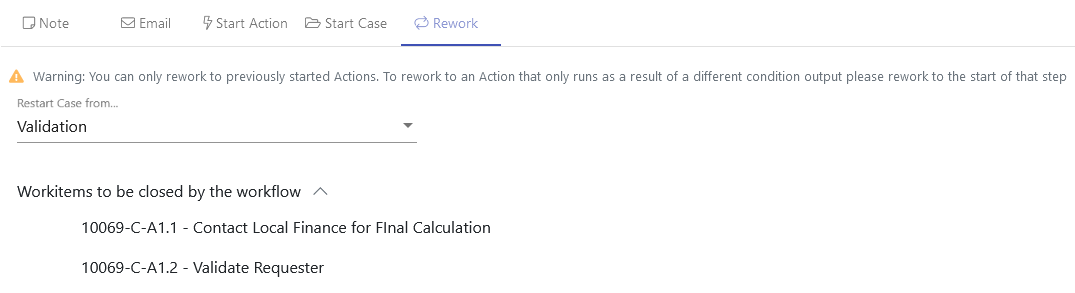 Note Email Start Action Start Case Rework
Warning: You can only rework to previously started Actions. To rework to an Action that only runs as a result of a different condition output please rework to the start of that step
Restart Case from...
Validation
Workitems to be closed by the workflow
10069-C-A1.1 - Contact Local Finance for FInal Calculation
10069-C-A1.2 - Validate Requester